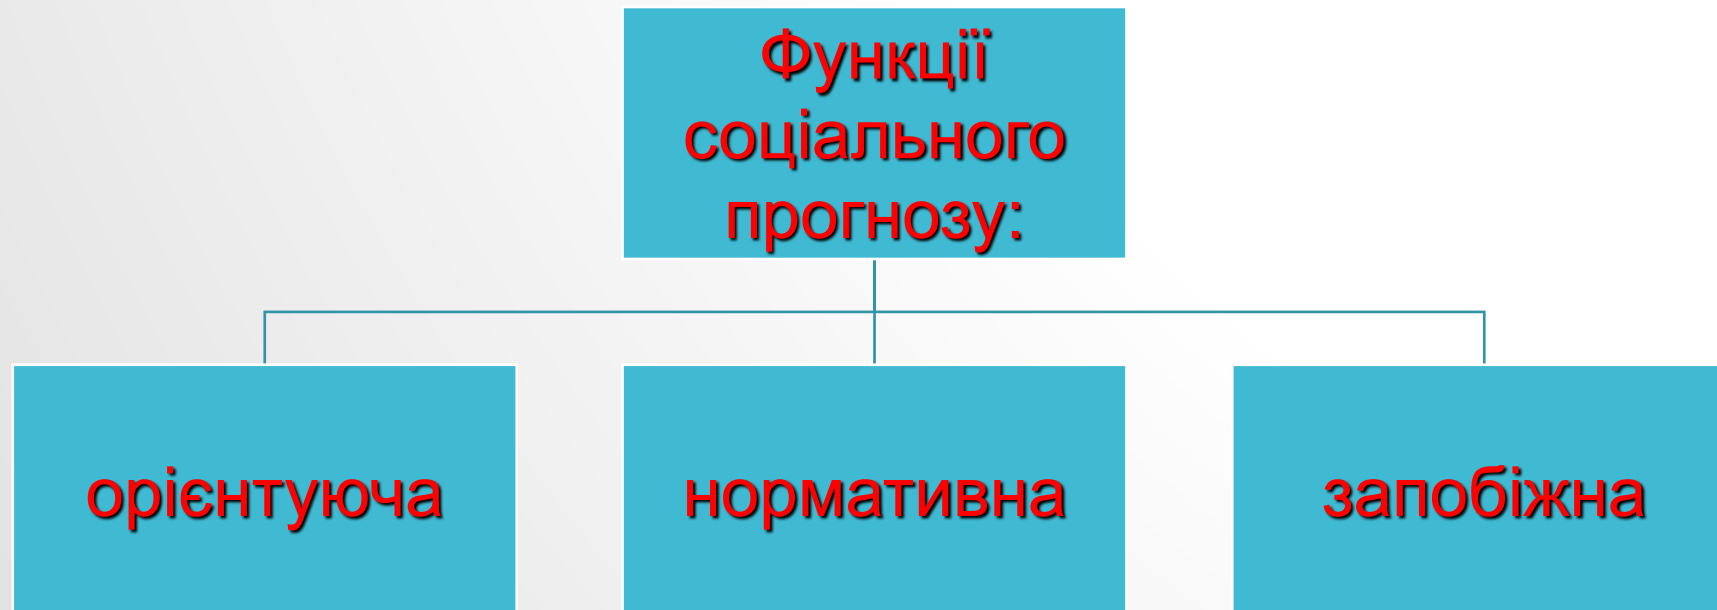 Функції
соціального
прогнозу:
орієнтуюча
нормативна
запобіжна